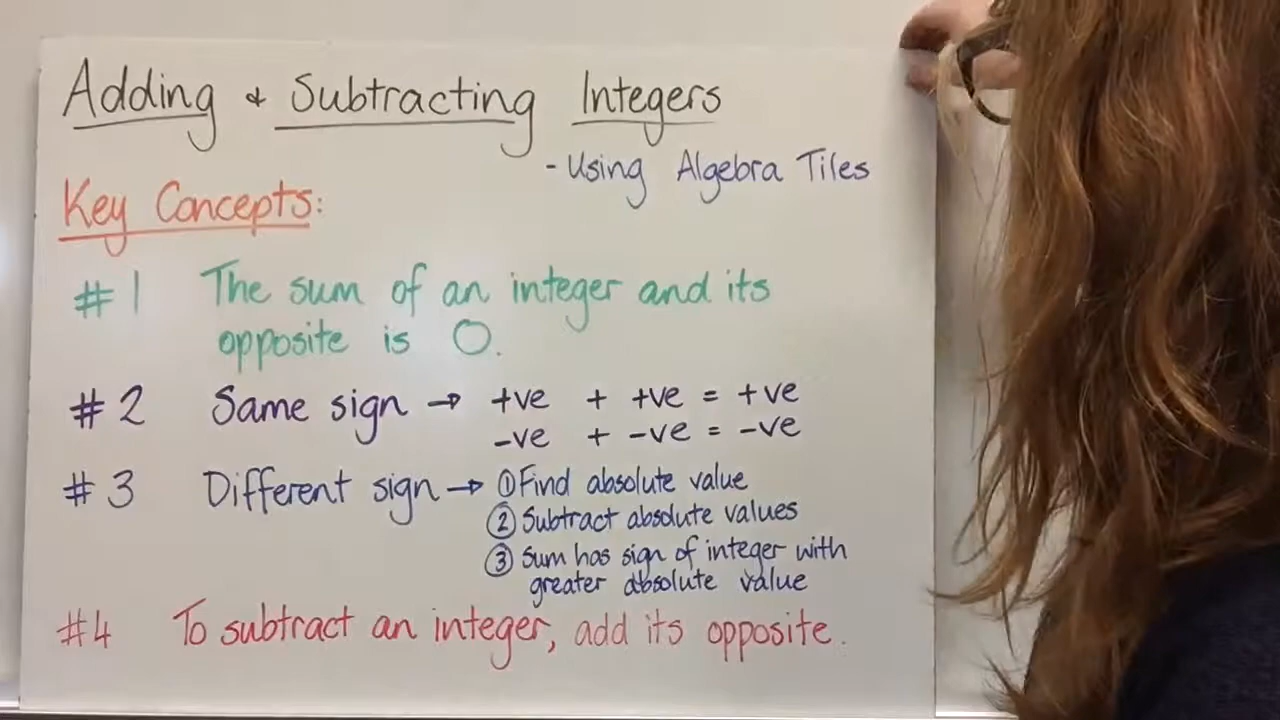 Adding & Subtracting Integers
- Using Algebra Tiles
Key Concepts:
#1 The sum of an integer and its
opposite is 0.
#2 Same sign → +ve + +ve = +ve
-ve + -ve = -ve
#3 Different sign → ① Find absolute value
② Subtract absolute values
③ Sum has sign of integer with
greater absolute value
#4 To subtract an integer, add its opposite.